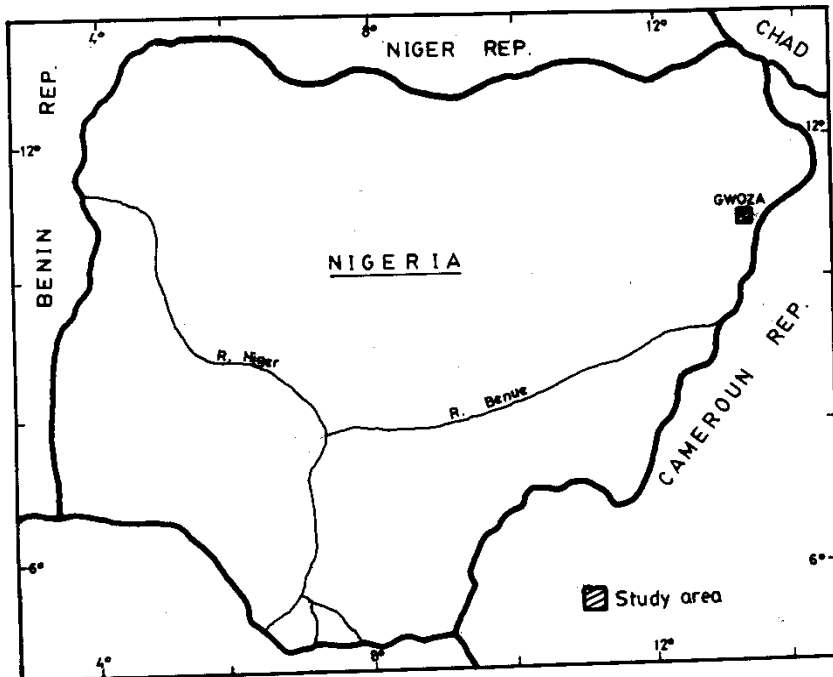 4°
8°
12°
NIGER REP.
CHAD
BENIN REP.
12°
12°
GWOZA
NIGERIA
R. Niger
R. Benue
CAMEROUN REP.
6°
6°
Study area
4°
8°
12°